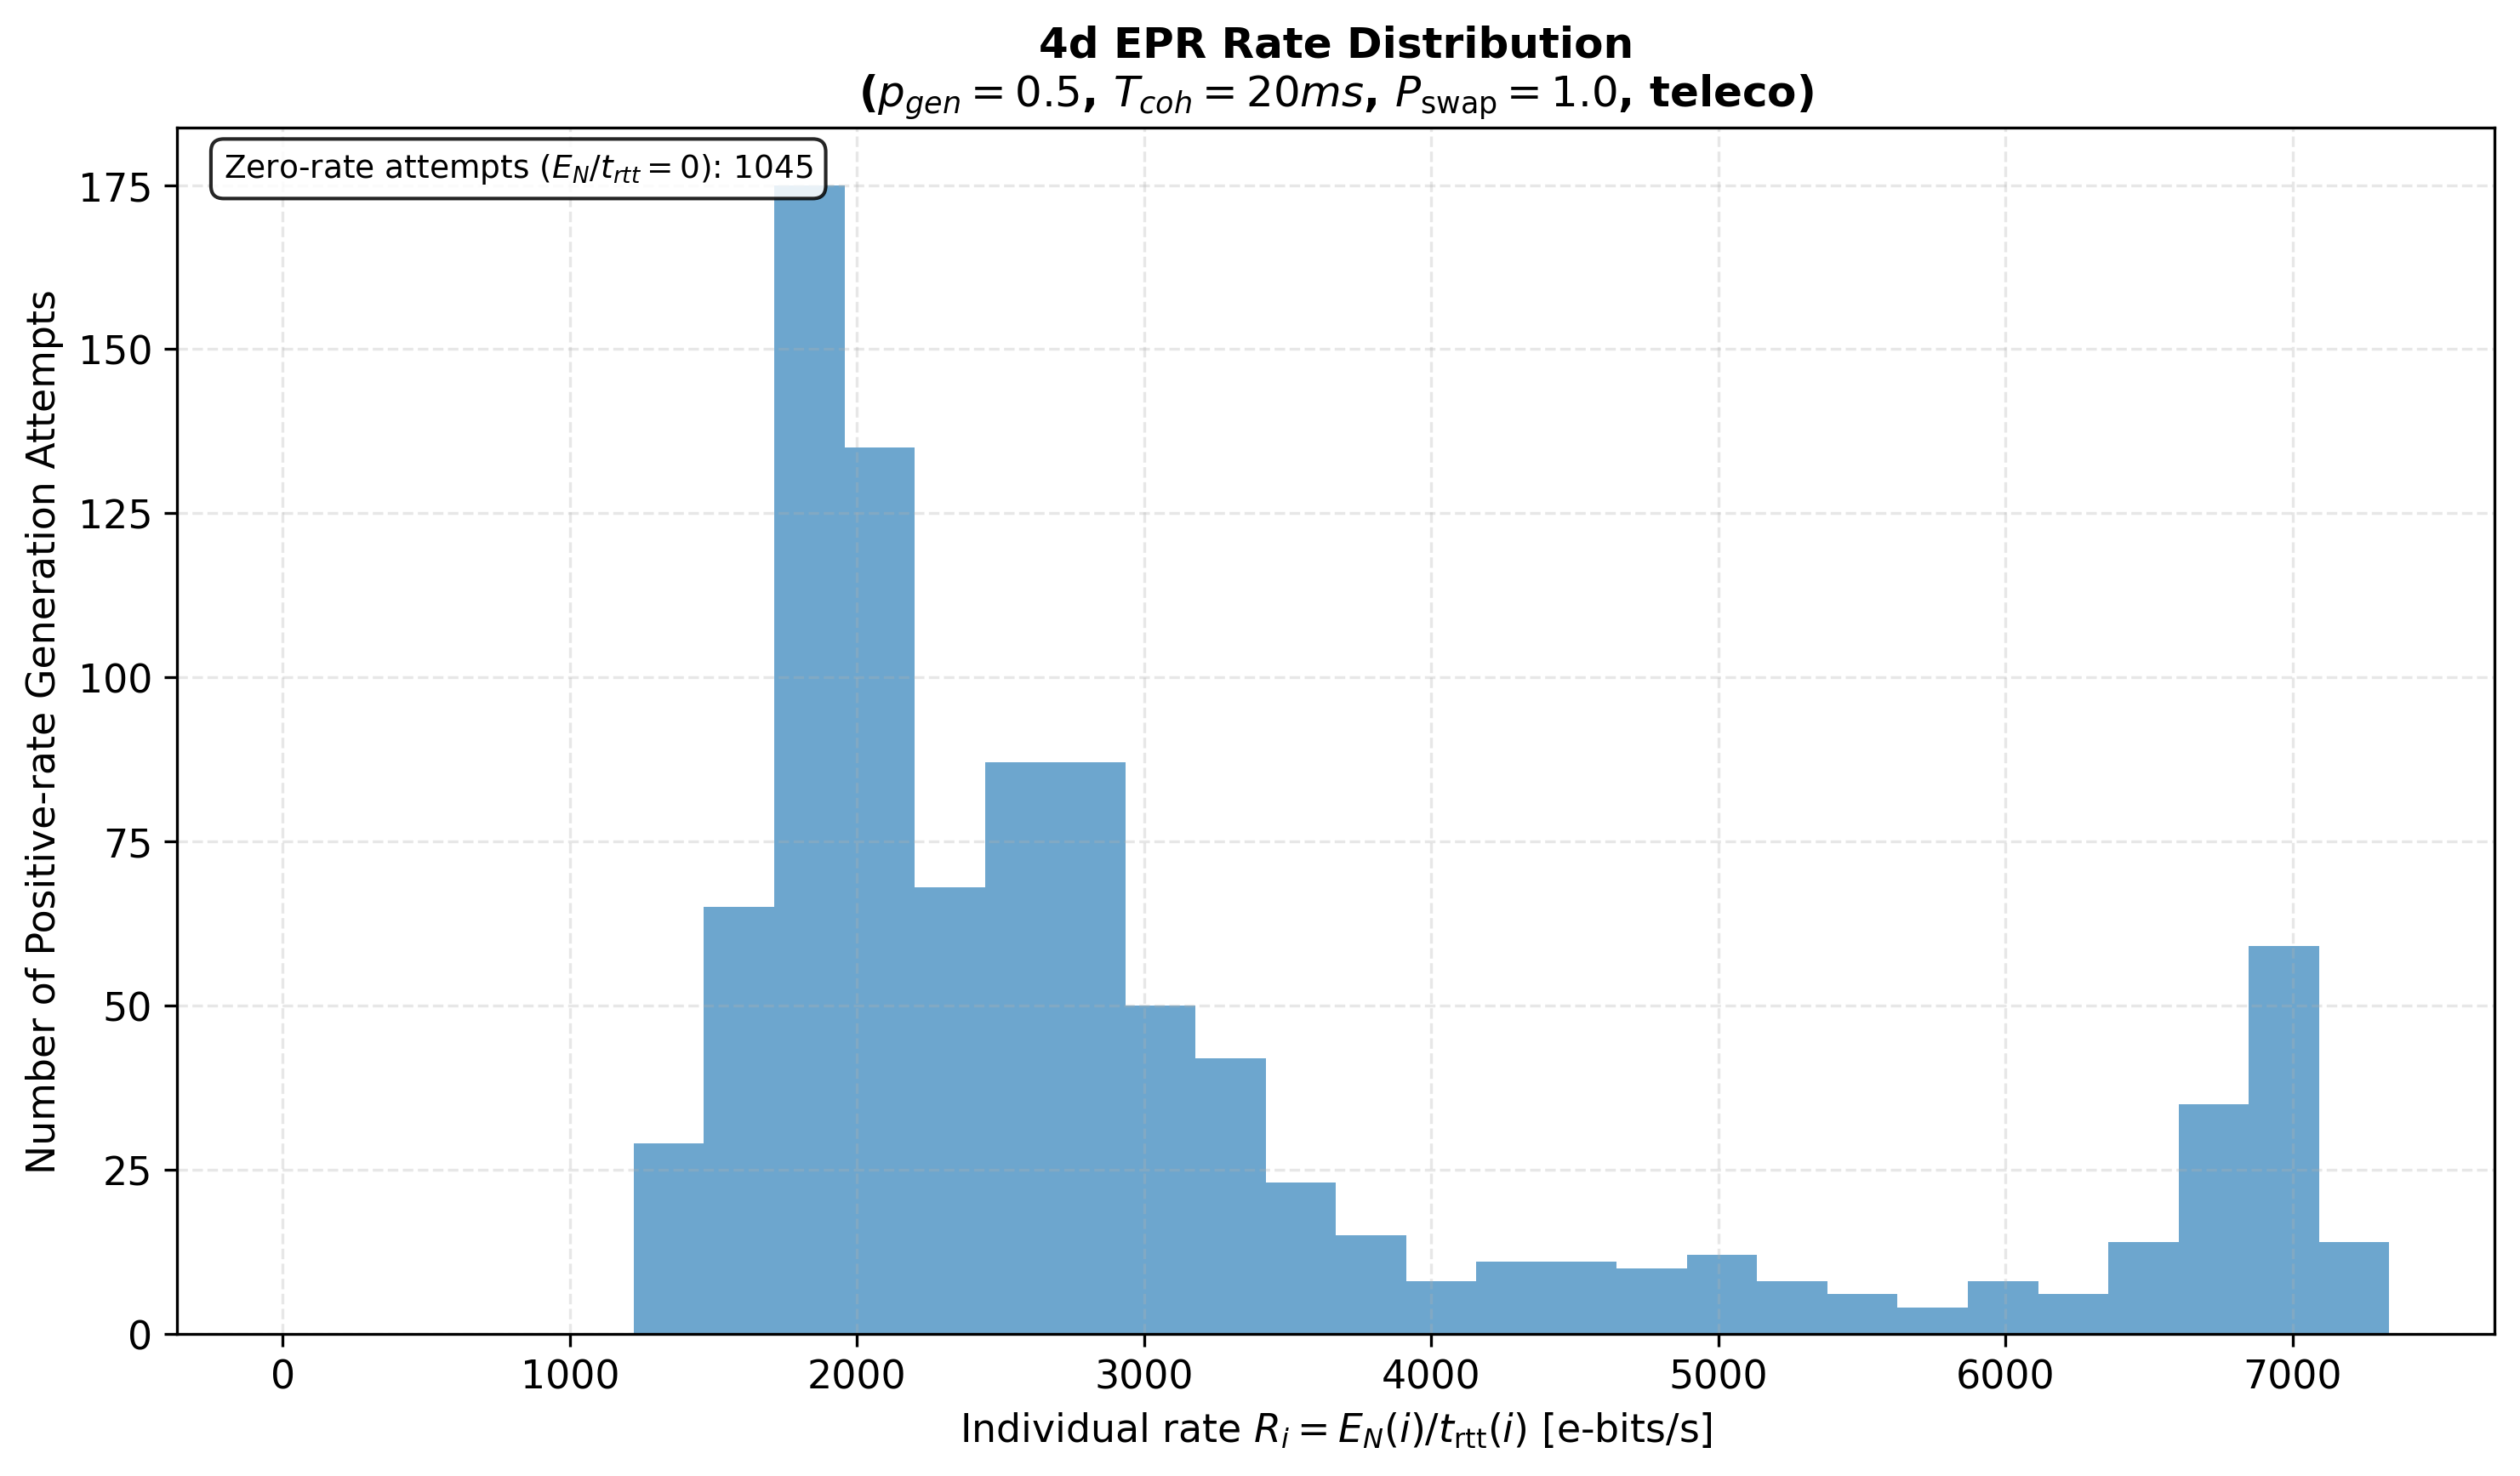 4d EPR Rate Distribution
(p_gen = 0.5, T_coh = 20ms, P_swap = 1.0, teleco)
Zero-rate attempts (E_N/t_rtt = 0): 1045
Number of Positive-rate Generation Attempts
175
150
125
100
75
50
25
0
0 1000 2000 3000 4000 5000 6000 7000
Individual rate R_i = E_N(i)/t_rtt(i) [e-bits/s]